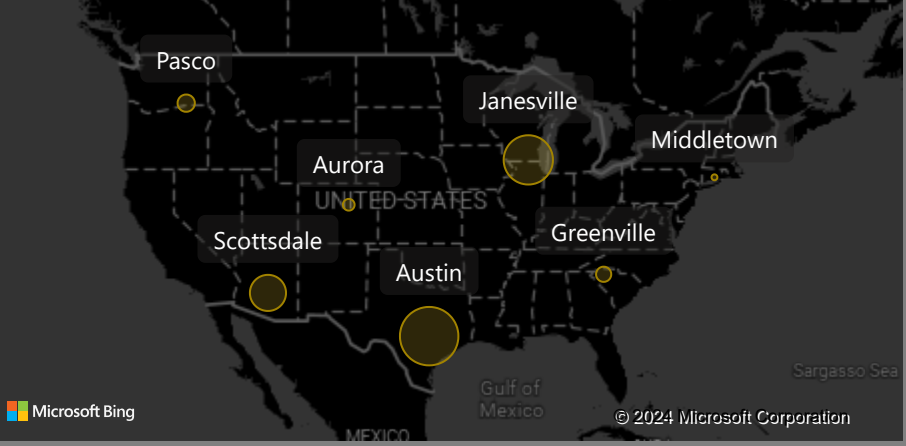 Pasco
Janesville
Middletown
Aurora
UNITED STATES
Scottsdale
Greenville
Austin
Sargasso Sea
Gulf of
Mexico
Microsoft Bing
© 2024 Microsoft Corporation
MEXICO